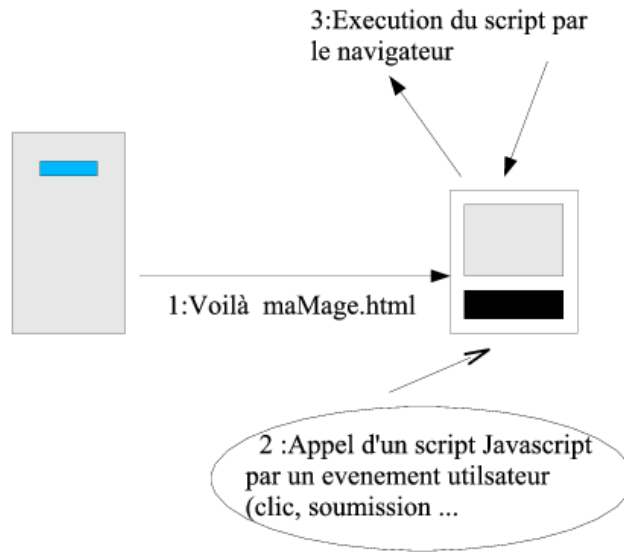 3:Execution du script par
le navigateur
1:Voilà maMage.html
2 :Appel d'un script Javascript
par un evenement utilsateur
(clic, soumission ...